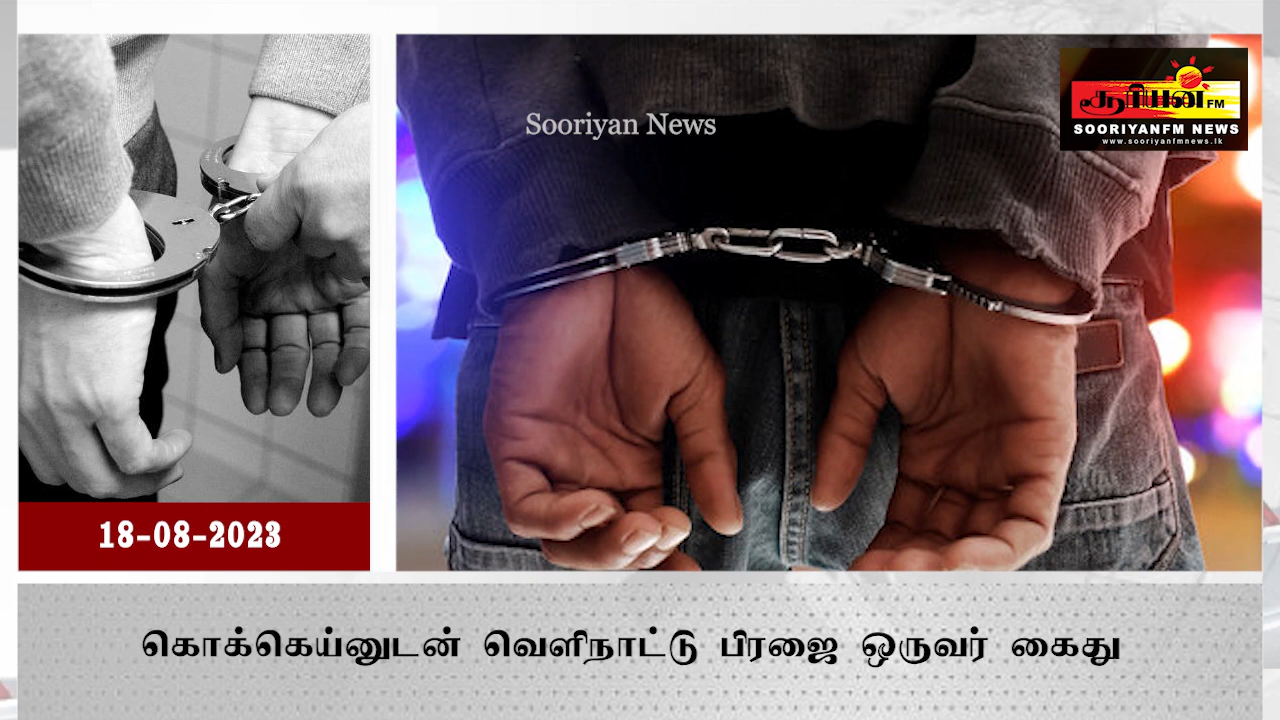 Sooriyan News
சூரியன் FM
SOORIYANFM NEWS
www.sooriyanfmnews.lk
18-08-2023
கொக்கெய்னுடன் வெளிநாட்டு பிரஜை ஒருவர் கைது